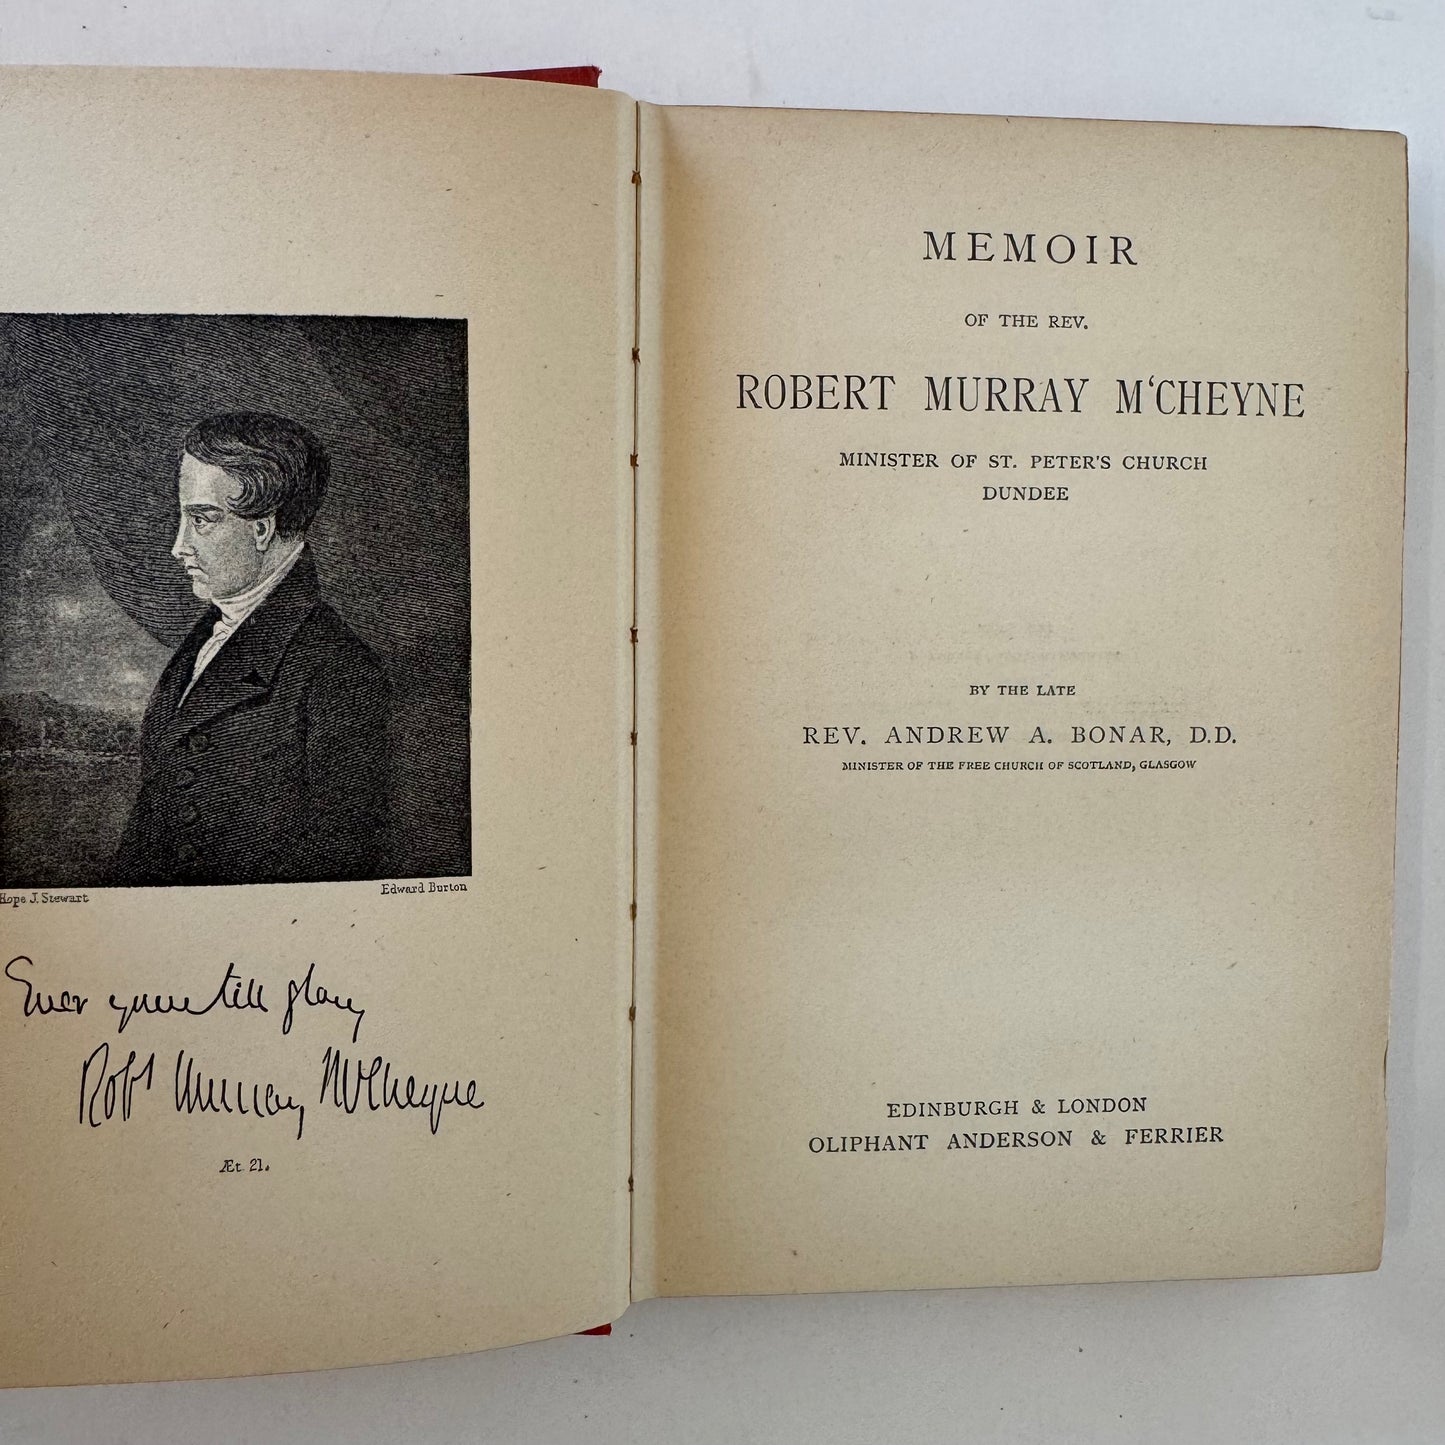 Hope J. Stewart
Edward Burton
Ever yours till glory
Robt Murray McCheyne
Æt 21.
MEMOIR
OF THE REV.
ROBERT MURRAY M‘CHEYNE
MINISTER OF ST. PETER'S CHURCH
DUNDEE
BY THE LATE
REV. ANDREW A. BONAR, D.D.
MINISTER OF THE FREE CHURCH OF SCOTLAND, GLASGOW
EDINBURGH & LONDON
OLIPHANT ANDERSON & FERRIER